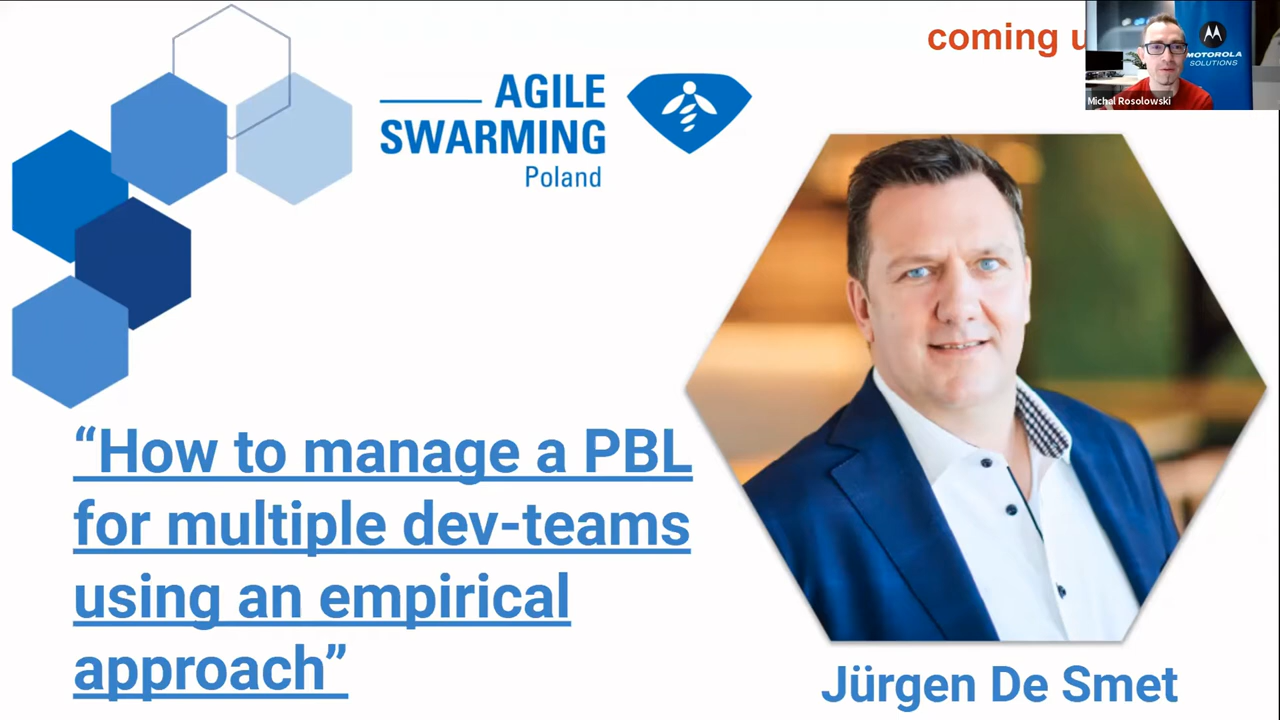 coming u
MOTOROLA
SOLUTIONS
Michal Rosolowski
AGILE
SWARMING
Poland
“How to manage a PBL
for multiple dev-teams
using an empirical
approach”
Jürgen De Smet